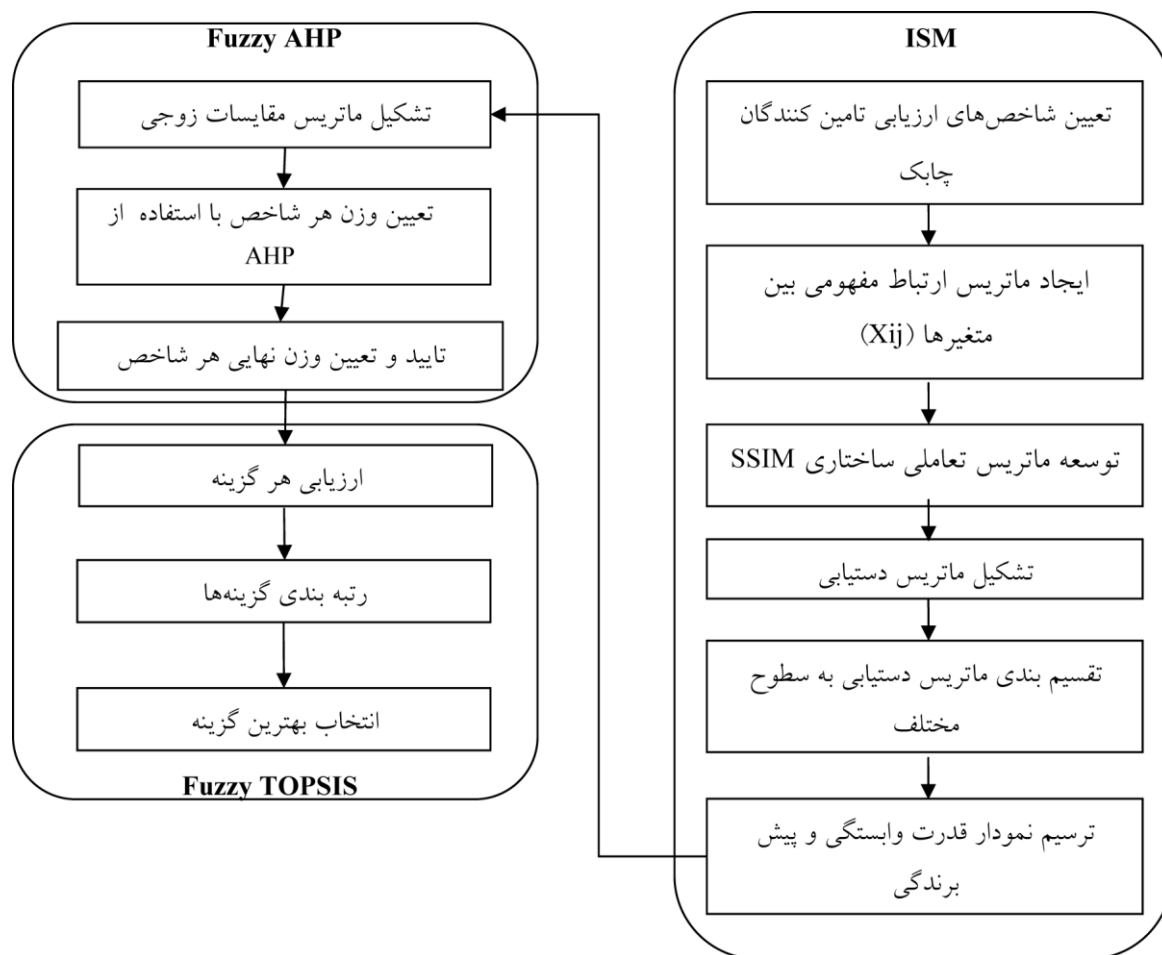 ISM
تعیین شاخص‌های ارزیابی تامین کنندگان
چابک
ایجاد ماتریس ارتباط مفهومی بین
متغیرها (Xij)
توسعه ماتریس تعاملی ساختاری SSIM
تشکیل ماتریس دستیابی
تقسیم بندی ماتریس دستیابی به سطوح
مختلف
ترسیم نمودار قدرت وابستگی و پیش
برندگی
Fuzzy AHP
تشکیل ماتریس مقایسات زوجی
تعیین وزن هر شاخص با استفاده از
AHP
تایید و تعیین وزن نهایی هر شاخص
ارزیابی هر گزینه
رتبه بندی گزینه‌ها
انتخاب بهترین گزینه
Fuzzy TOPSIS